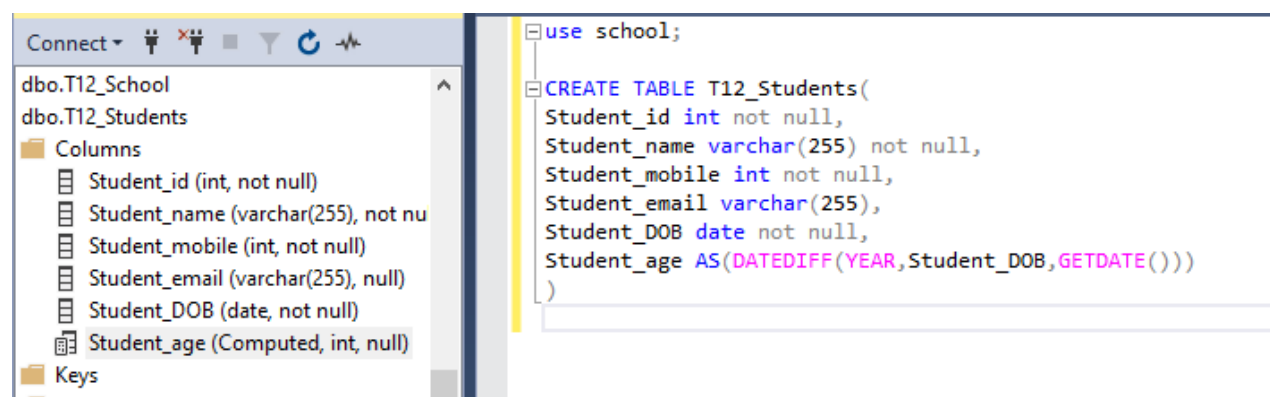 Connect
dbo.T12_School
dbo.T12_Students
Columns
Student_id (int, not null)
Student_name (varchar(255), not nu
Student_mobile (int, not null)
Student_email (varchar(255), null)
Student_DOB (date, not null)
Student_age (Computed, int, null)
Keys
use school;
CREATE TABLE T12_Students(
Student_id int not null,
Student_name varchar(255) not null,
Student_mobile int not null,
Student_email varchar(255),
Student_DOB date not null,
Student_age AS(DATEDIFF(YEAR,Student_DOB,GETDATE()))
)